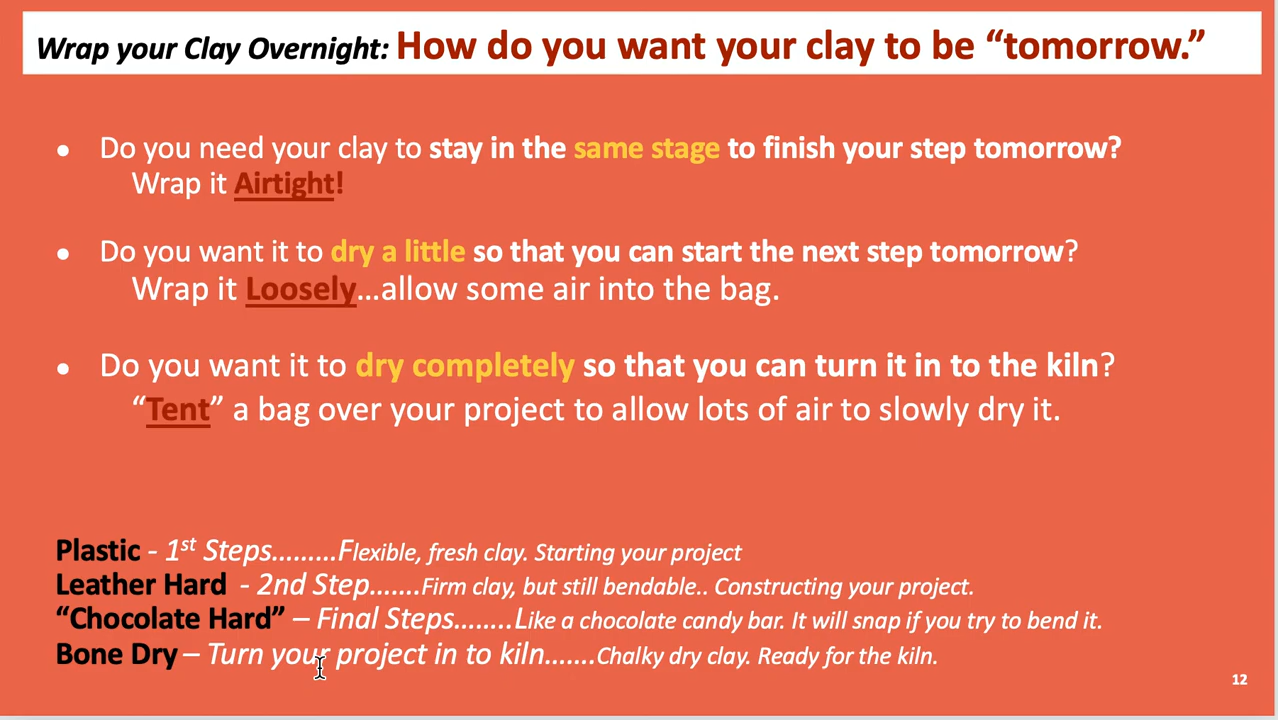 Wrap your Clay Overnight: How do you want your clay to be “tomorrow.”
• Do you need your clay to stay in the same stage to finish your step tomorrow?
Wrap it Airtight!
• Do you want it to dry a little so that you can start the next step tomorrow?
Wrap it Loosely…allow some air into the bag.
• Do you want it to dry completely so that you can turn it in to the kiln?
“Tent” a bag over your project to allow lots of air to slowly dry it.
Plastic - 1st Steps………Flexible, fresh clay. Starting your project
Leather Hard - 2nd Step…….Firm clay, but still bendable.. Constructing your project.
“Chocolate Hard” – Final Steps……..Like a chocolate candy bar. It will snap if you try to bend it.
Bone Dry – Turn your project in to kiln…….Chalky dry clay. Ready for the kiln.
12